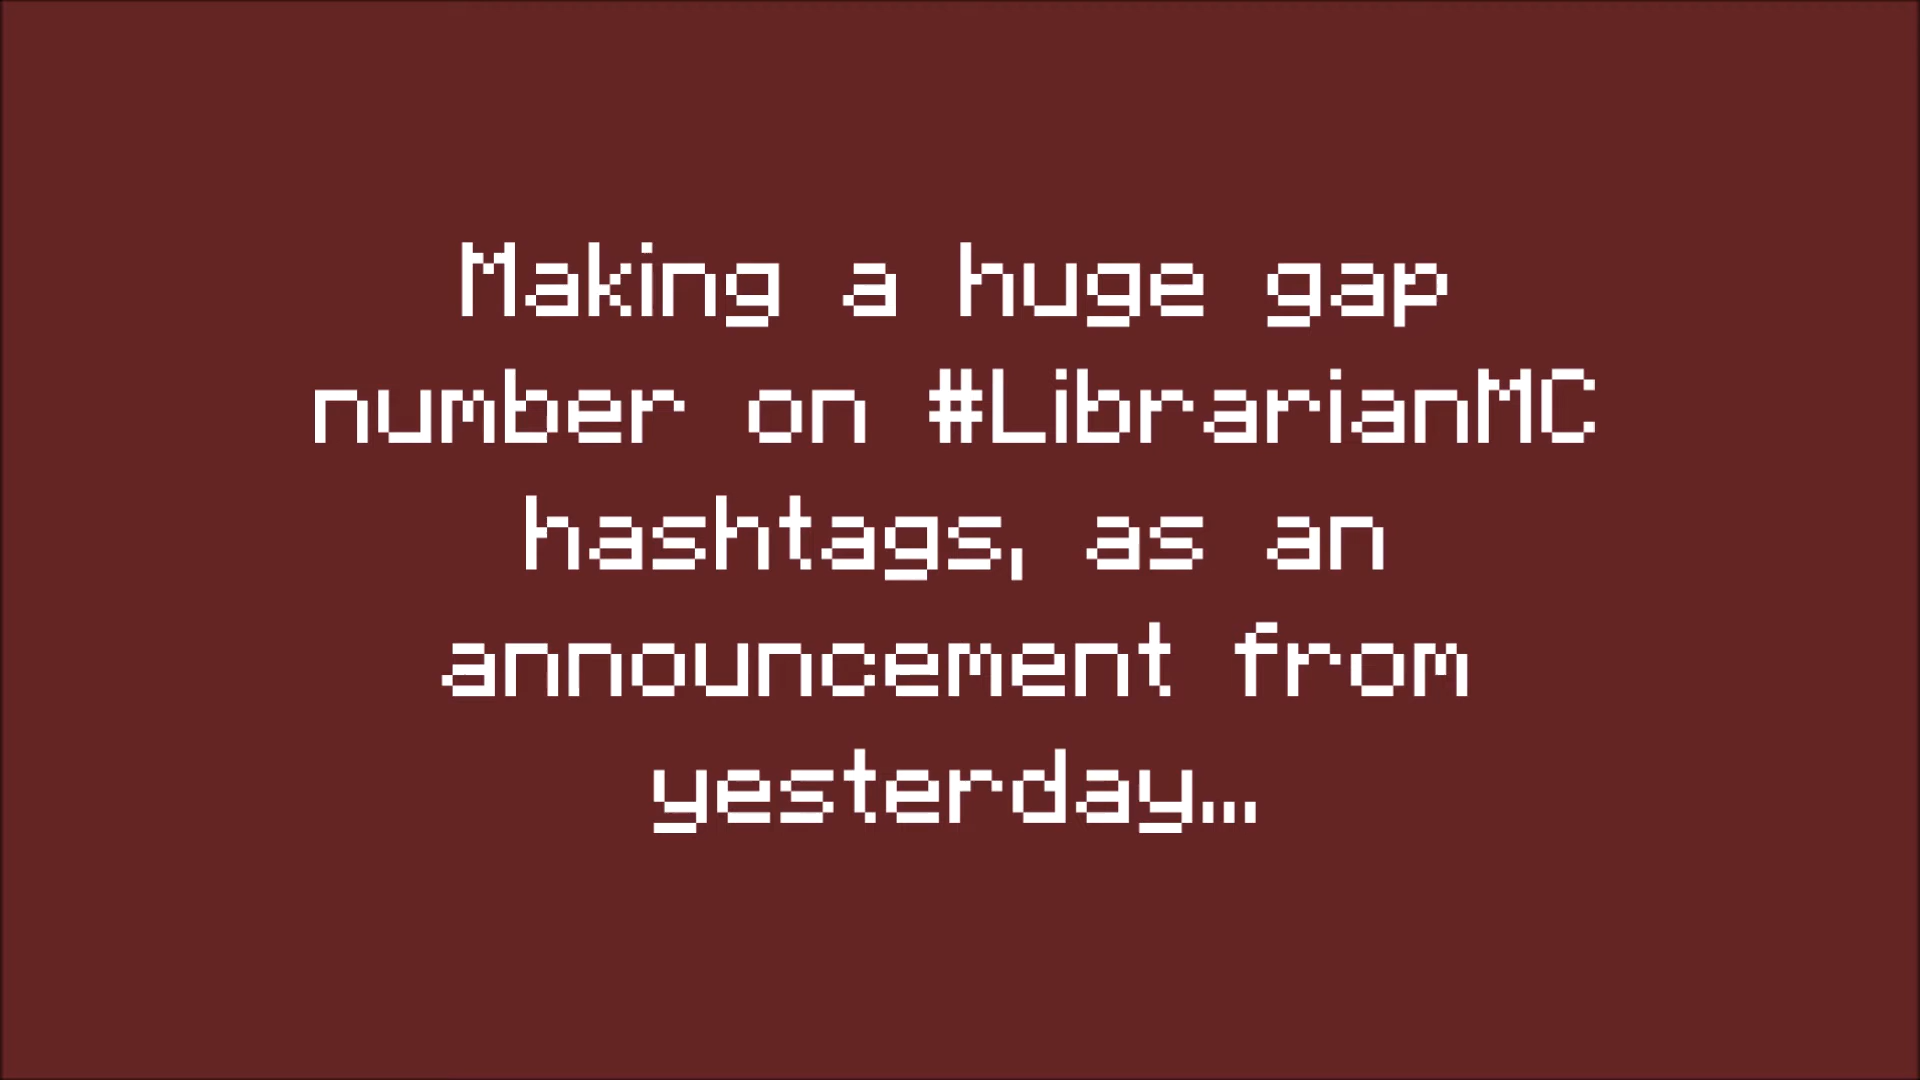 Making a huge gap
number on #LibrarianMC
hashtags, as an
announcement from
yesterday...